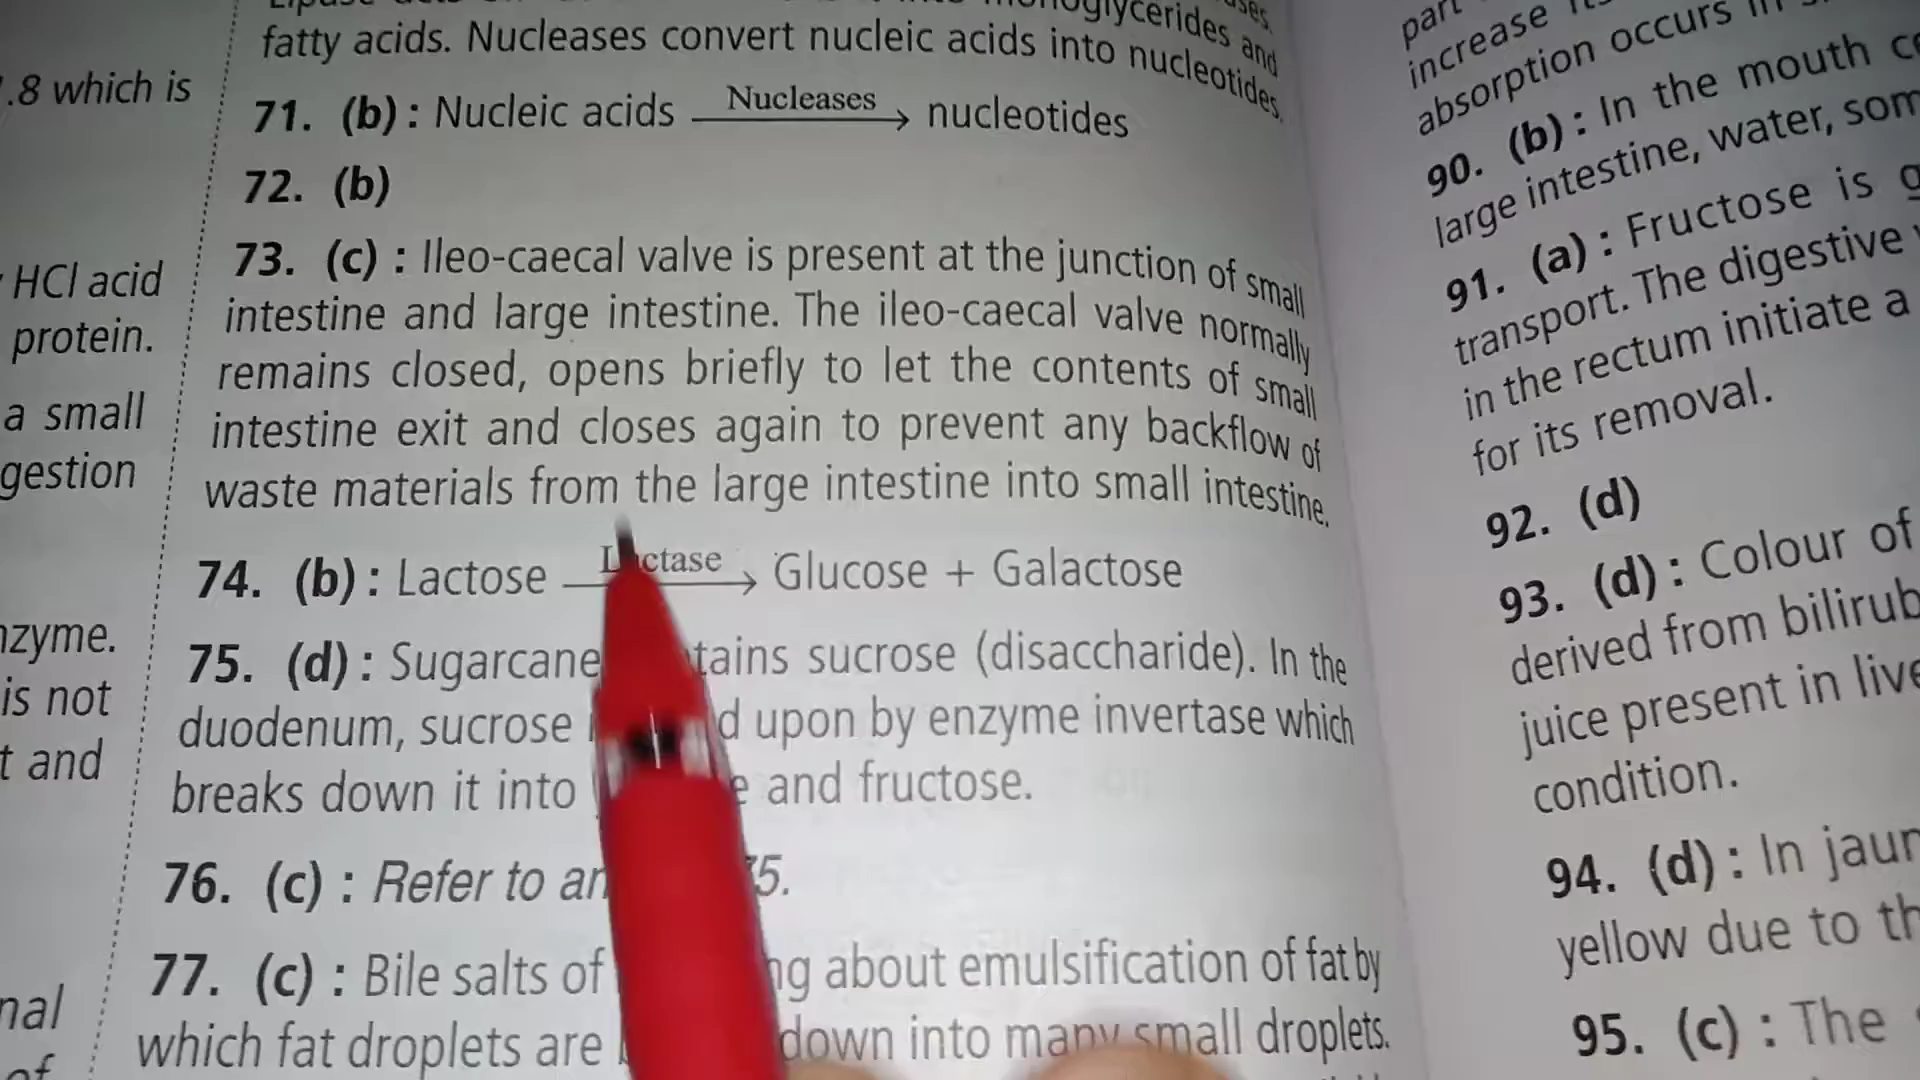 .8 which is
HCl acid
protein.
a small
gestion
enzyme.
is not
t and
nal
of
glycerides and
fatty acids. Nucleases convert nucleic acids into nucleotides.
71. (b) : Nucleic acids Nucleases nucleotides
72. (b)
73. (c) : Ileo-caecal valve is present at the junction of small
intestine and large intestine. The ileo-caecal valve normally
remains closed, opens briefly to let the contents of small
intestine exit and closes again to prevent any backflow of
waste materials from the large intestine into small intestine.
74. (b) : Lactose Lactase Glucose + Galactose
75. (d) : Sugarcane tains sucrose (disaccharide). In the
duodenum, sucrose d upon by enzyme invertase which
breaks down it into e and fructose.
76. (c) : Refer to an 75.
77. (c) : Bile salts of ng about emulsification of fat by
which fat droplets are down into many small droplets.
part
increase
absorption occurs in
90. (b) : In the mouth
large intestine, water, som
91. (a) : Fructose is g
transport. The digestive
in the rectum initiate a
for its removal.
92. (d)
93. (d) : Colour of
derived from bilirub
juice present in live
condition.
94. (d) : In jaun
yellow due to th
95. (c) : The